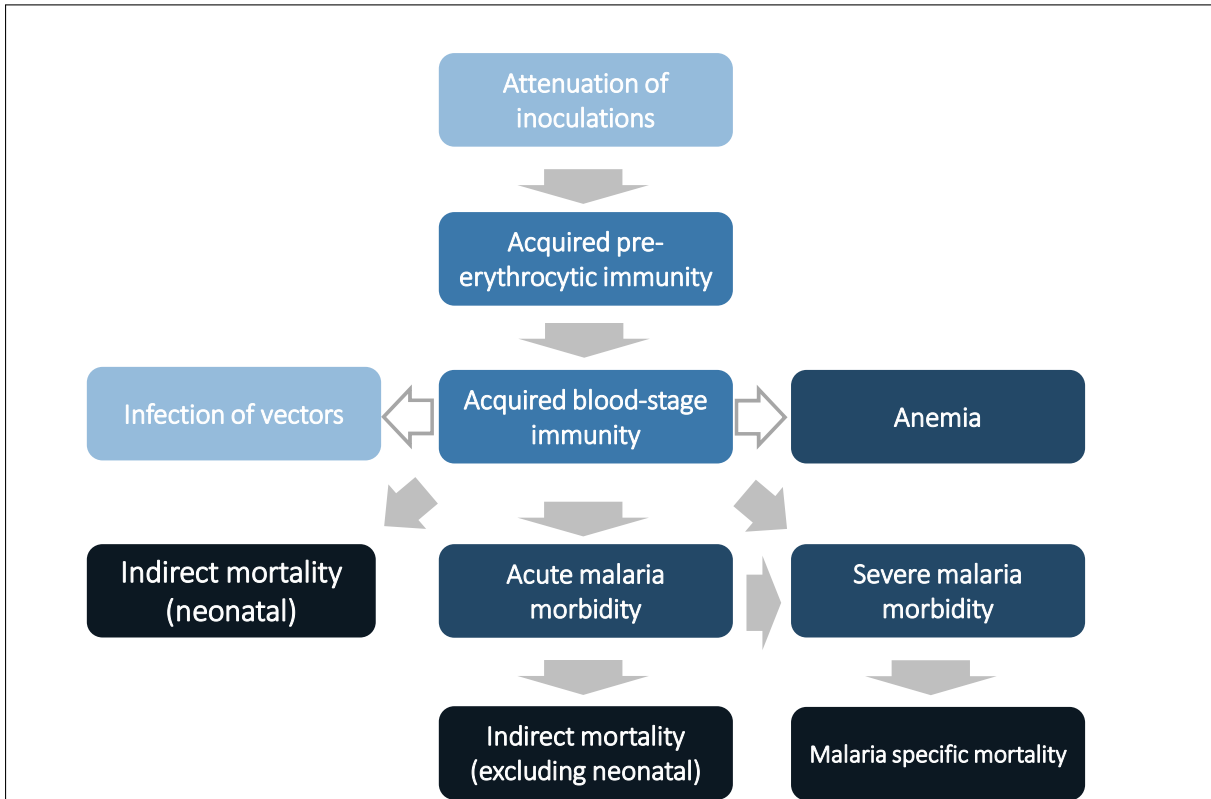 Attenuation of
inoculations
Acquired pre-
erythrocytic immunity
Infection of vectors
Acquired blood-stage
immunity
Anemia
Indirect mortality
(neonatal)
Acute malaria
morbidity
Severe malaria
morbidity
Indirect mortality
(excluding neonatal)
Malaria specific mortality